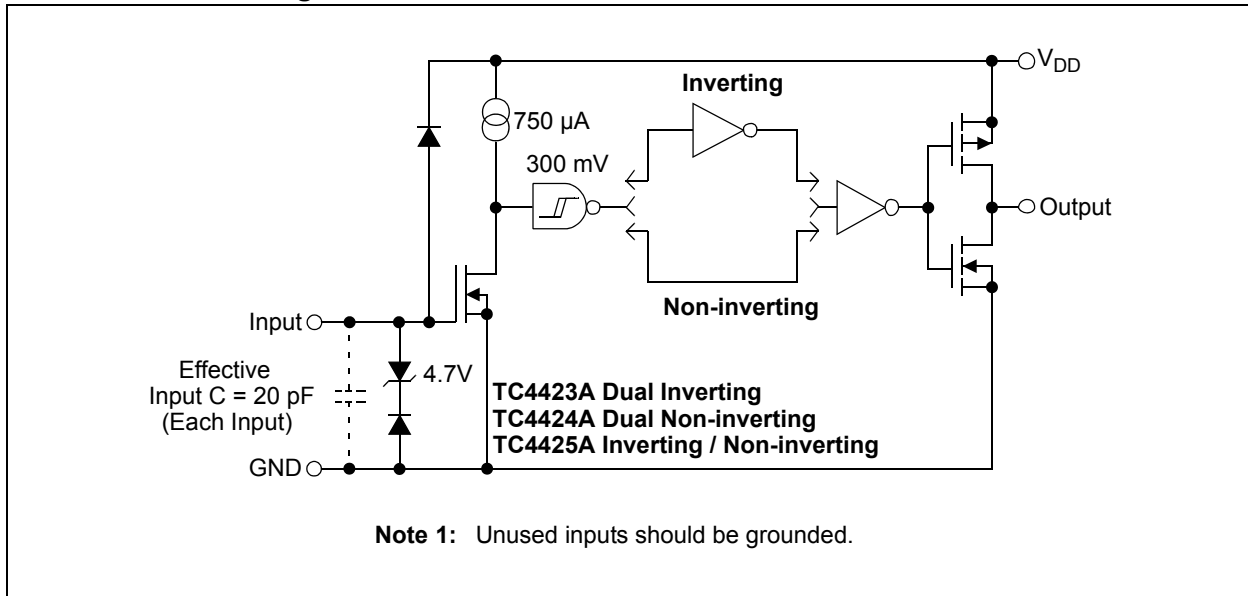 V_DD
Inverting
750 µA
300 mV
Output
Non-inverting
Input
Effective
Input C = 20 pF
(Each Input)
4.7V
TC4423A Dual Inverting
TC4424A Dual Non-inverting
TC4425A Inverting / Non-inverting
GND
Note 1: Unused inputs should be grounded.